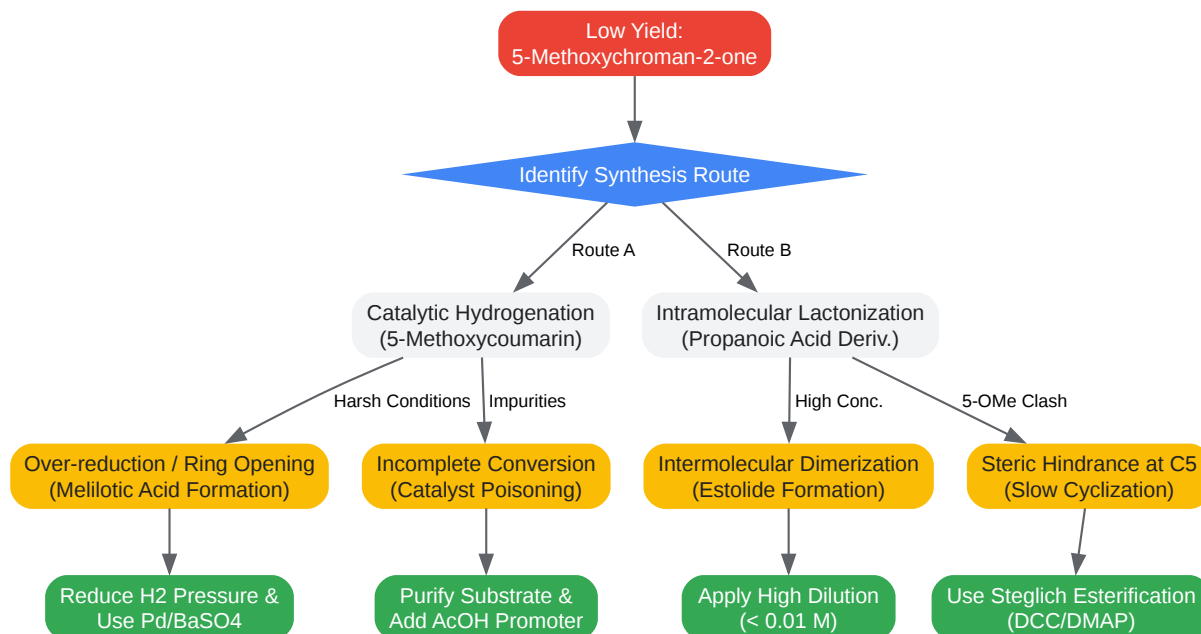 Low Yield:
5-Methoxychroman-2-one
Identify Synthesis Route
Route A
Route B
Catalytic Hydrogenation
(5-Methoxycoumarin)
Intramolecular Lactonization
(Propanoic Acid Deriv.)
Harsh Conditions
Impurities
High Conc.
5-OMe Clash
Over-reduction / Ring Opening
(Melilotic Acid Formation)
Incomplete Conversion
(Catalyst Poisoning)
Intermolecular Dimerization
(Estolide Formation)
Steric Hindrance at C5
(Slow Cyclization)
Reduce H2 Pressure &
Use Pd/BaSO4
Purify Substrate &
Add AcOH Promoter
Apply High Dilution
(< 0.01 M)
Use Steglich Esterification
(DCC/DMAP)